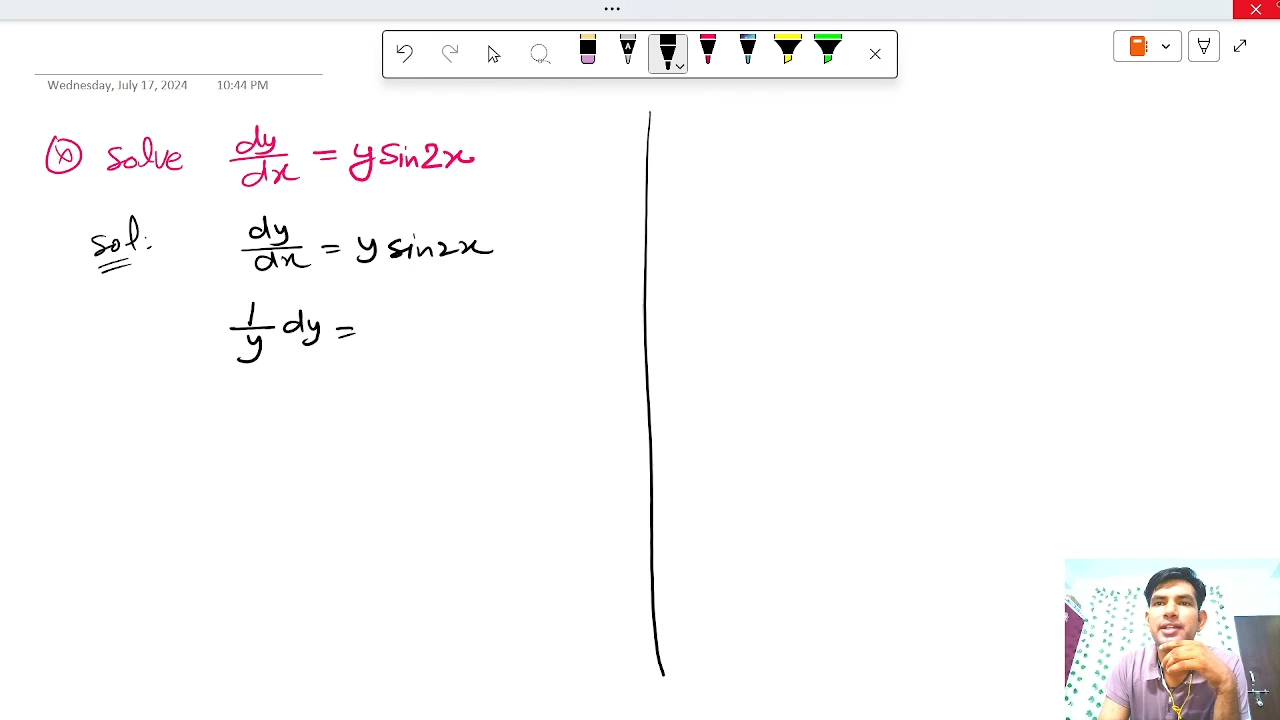 Wednesday, July 17, 2024 10:44 PM
solve dy/dx = y sin2x
sol:
dy/dx = y sin2x
1/y dy =